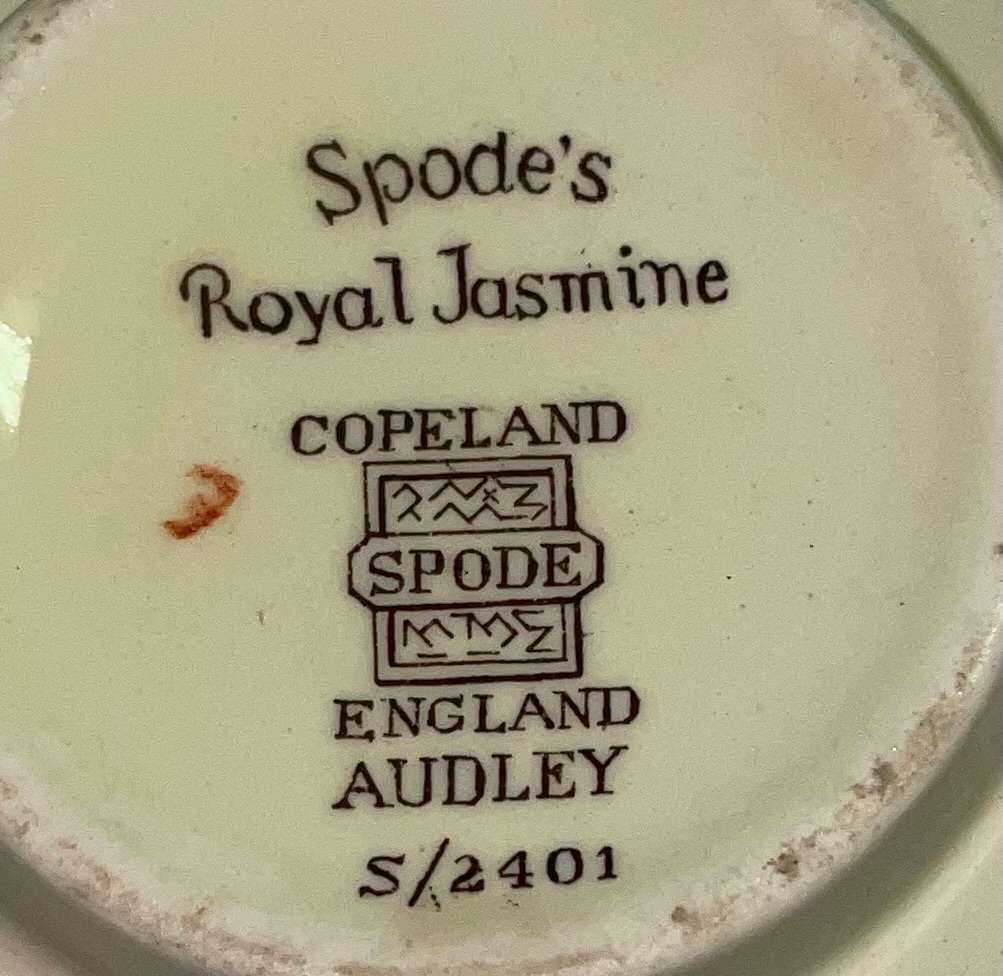 Spode's
Royal Jasmine
COPELAND
SPODE
ENGLAND
AUDLEY
S/2401